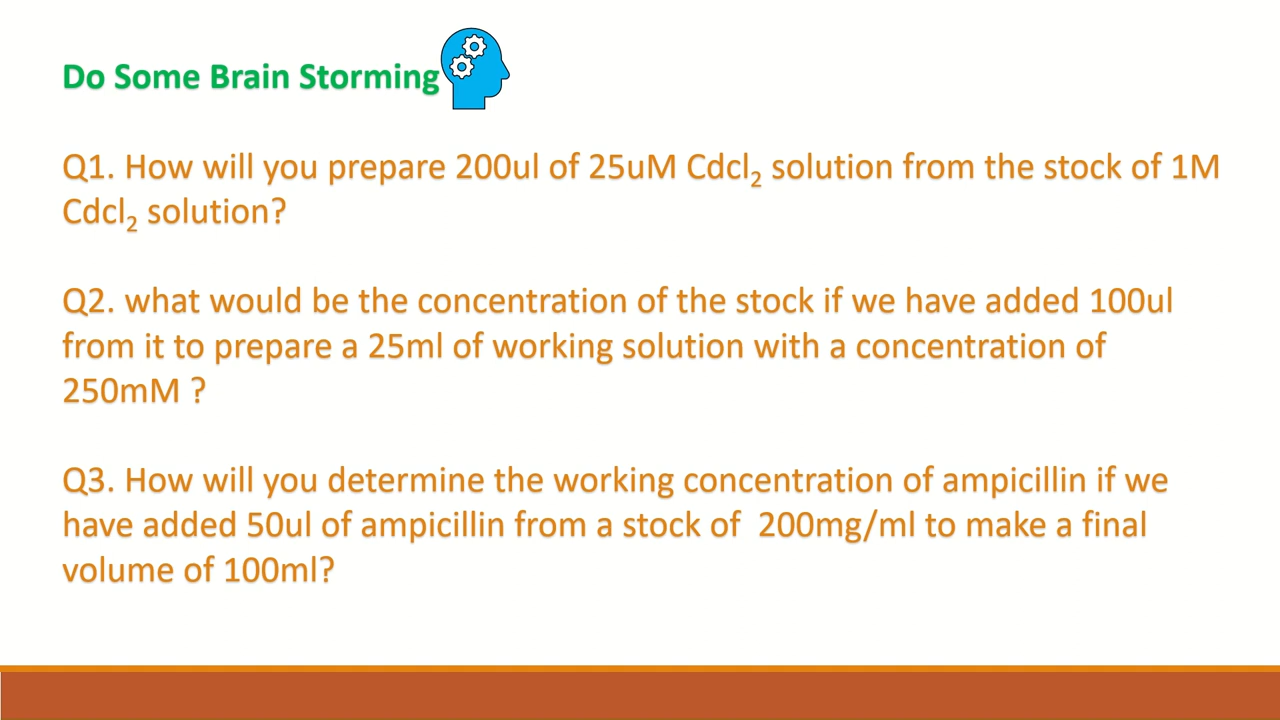 Do Some Brain Storming
Q1. How will you prepare 200ul of 25uM Cdcl₂ solution from the stock of 1M
Cdcl₂ solution?
Q2. what would be the concentration of the stock if we have added 100ul
from it to prepare a 25ml of working solution with a concentration of
250mM ?
Q3. How will you determine the working concentration of ampicillin if we
have added 50ul of ampicillin from a stock of 200mg/ml to make a final
volume of 100ml?